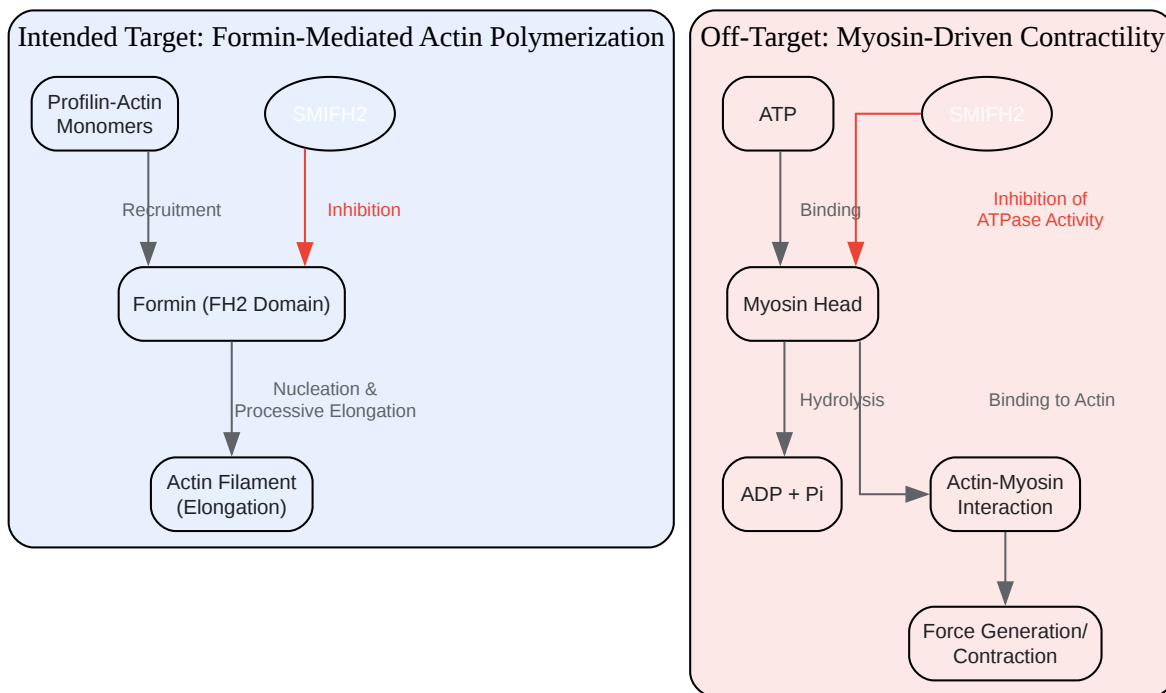 Intended Target: Formin-Mediated Actin Polymerization
Profilin-Actin
Monomers
SMIFH2
Recruitment
Inhibition
Formin (FH2 Domain)
Nucleation &
Processive Elongation
Actin Filament
(Elongation)
Off-Target: Myosin-Driven Contractility
ATP
SMIFH2
Binding
Inhibition of
ATPase Activity
Myosin Head
Hydrolysis
Binding to Actin
ADP + Pi
Actin-Myosin
Interaction
Force Generation/
Contraction